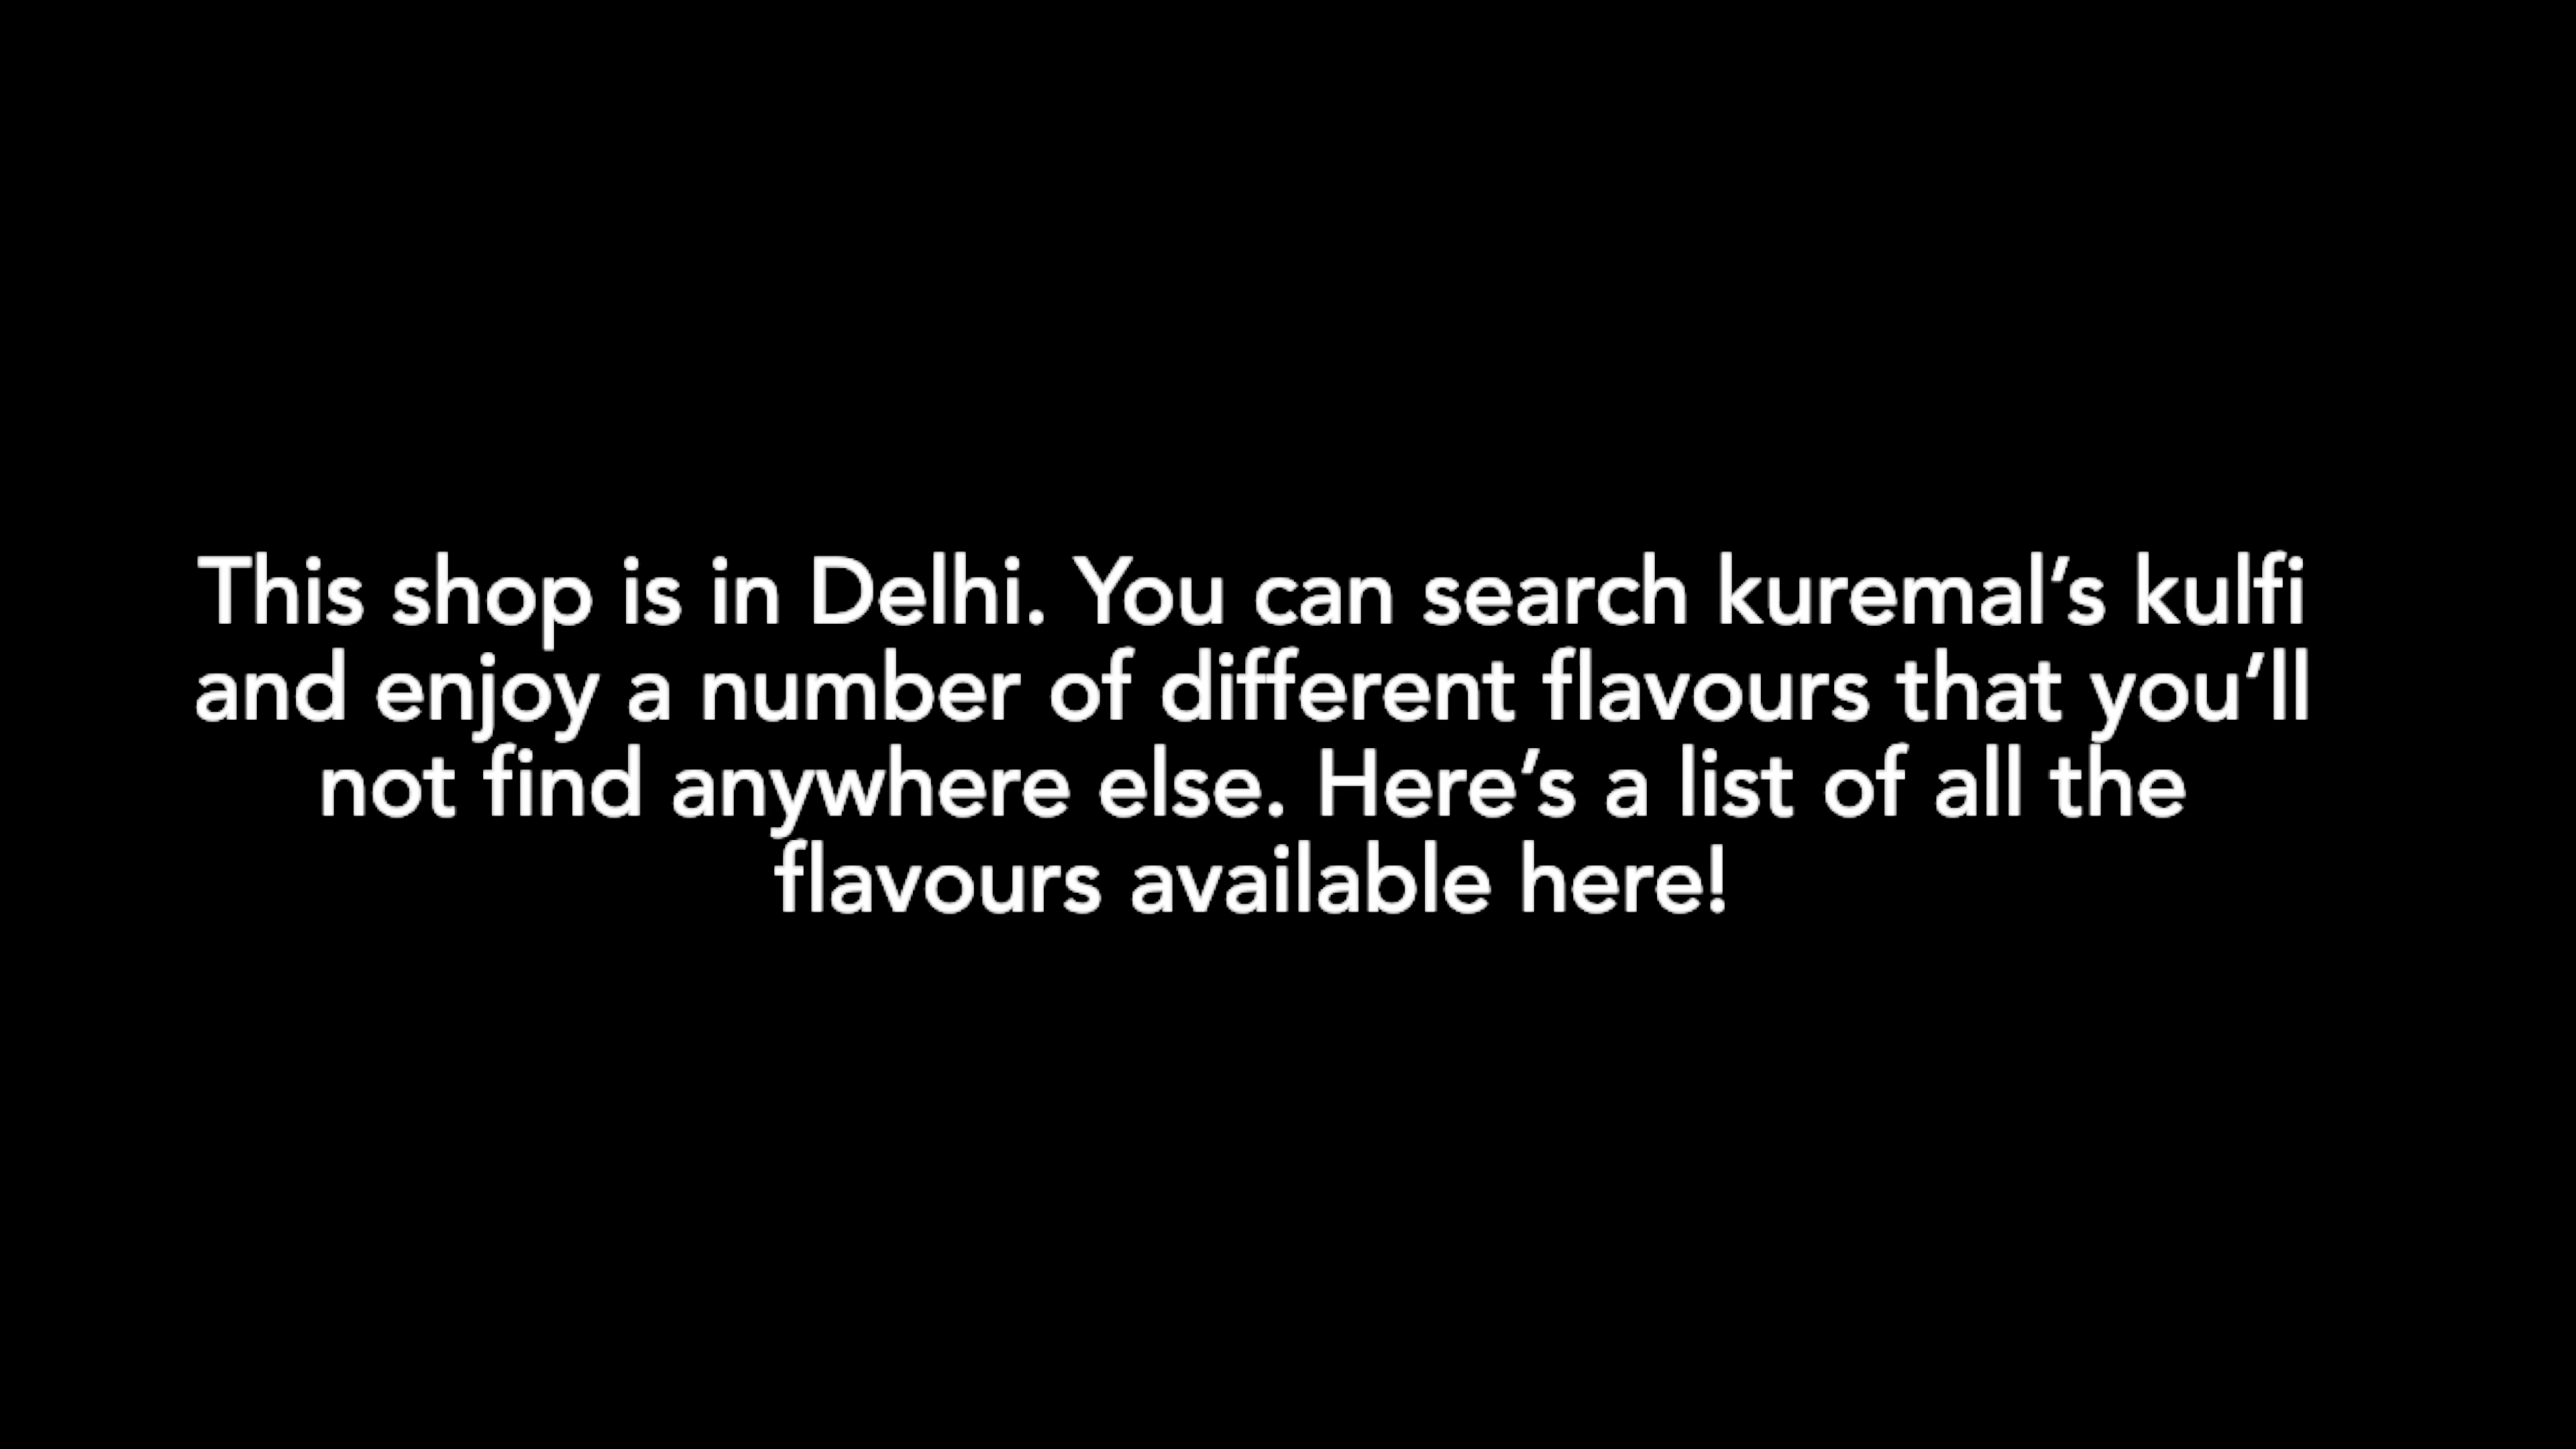 This shop is in Delhi. You can search kuremal’s kulfi
and enjoy a number of different flavours that you’ll
not find anywhere else. Here’s a list of all the
flavours available here!